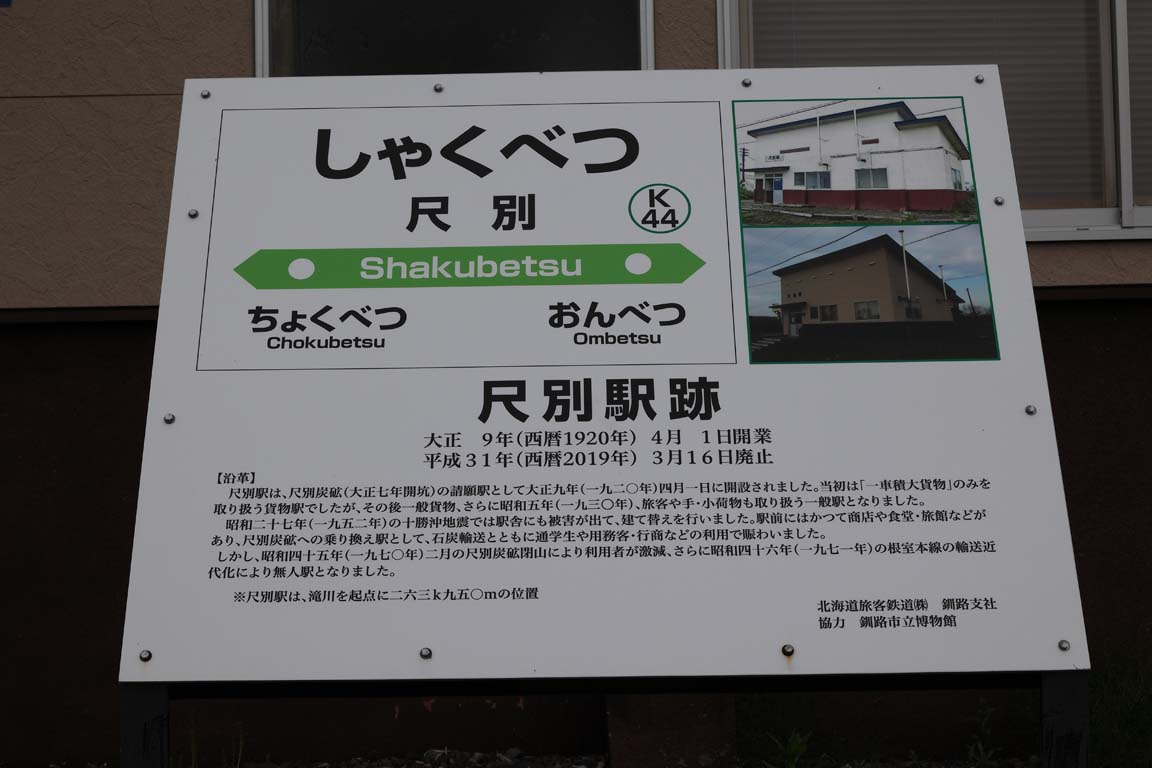 しゃくべつ
尺別
K
44
Shakubetsu
ちょくべつ
おんべつ
Chokubetsu
Ombetsu
尺別駅跡
大正　9年(西暦1920年)　4月　1日開業
平成31年(西暦2019年)　3月16日廃止
【沿革】
尺別駅は、尺別炭砿(大正七年開坑)の請願駅として大正九年(一九二〇年)四月一日に開設されました。当初は「一車積大貨物」のみを
取り扱う貨物駅でしたが、その後一般貨物、さらに昭和五年(一九三〇年)、旅客や手・小荷物も取り扱う一般駅となりました。
昭和二十七年(一九五二年)の十勝沖地震では駅舎にも被害が出て、建て替えを行いました。駅前にはかつて商店や食堂・旅館などが
あり、尺別炭砿への乗り換え駅として、石炭輸送とともに通学生や用務客・行商などの利用で賑わいました。
しかし、昭和四十五年(一九七〇年)二月の尺別炭砿閉山により利用者が激減、さらに昭和四十六年(一九七一年)の根室本線の輸送近
代化により無人駅となりました。
※尺別駅は、滝川を起点に二六三k九五〇mの位置
北海道旅客鉄道㈱　釧路支社
協力　釧路市立博物館